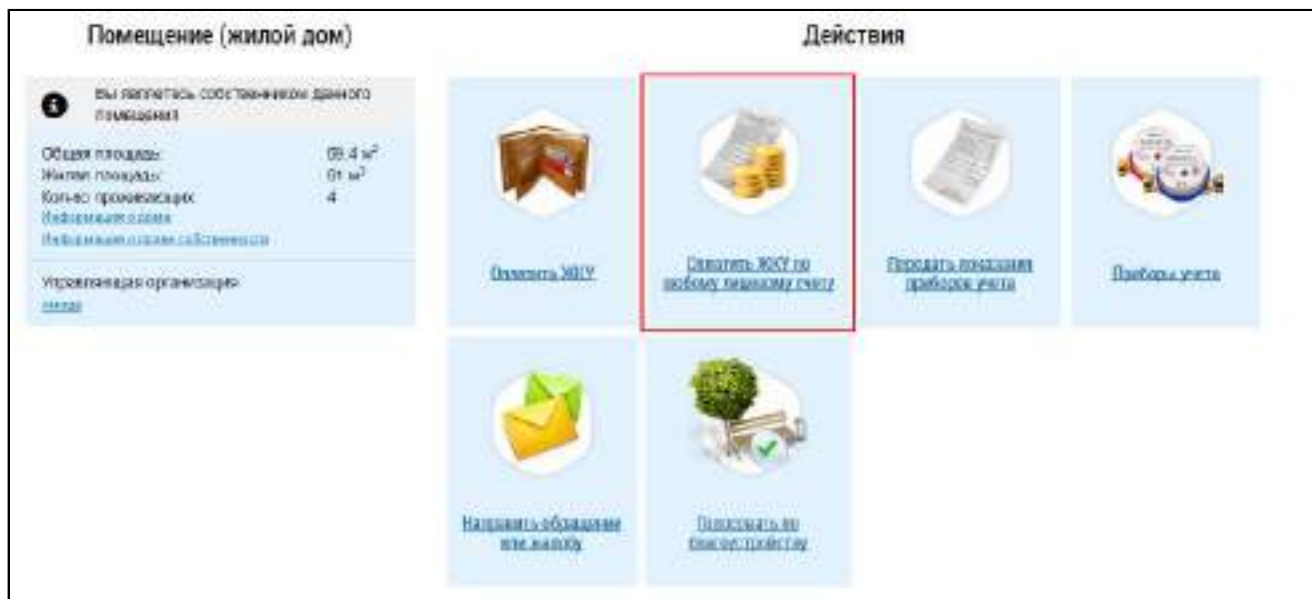 Помещение (жилой дом)
Действия
Вы являетесь собственником данного
помещения
Общая площадь:
м²
Жилая площадь:
м²
Кол-во проживающих:
4
Информация о доме
Информация о праве собственности
Управляющая организация:
Оплатить ЖКУ
Оплатить ЖКУ по
любому лицевому счету
Передать показания
приборов учета
Приборы учета
Направить обращение
или жалобу
Голосовать по
благоустройству